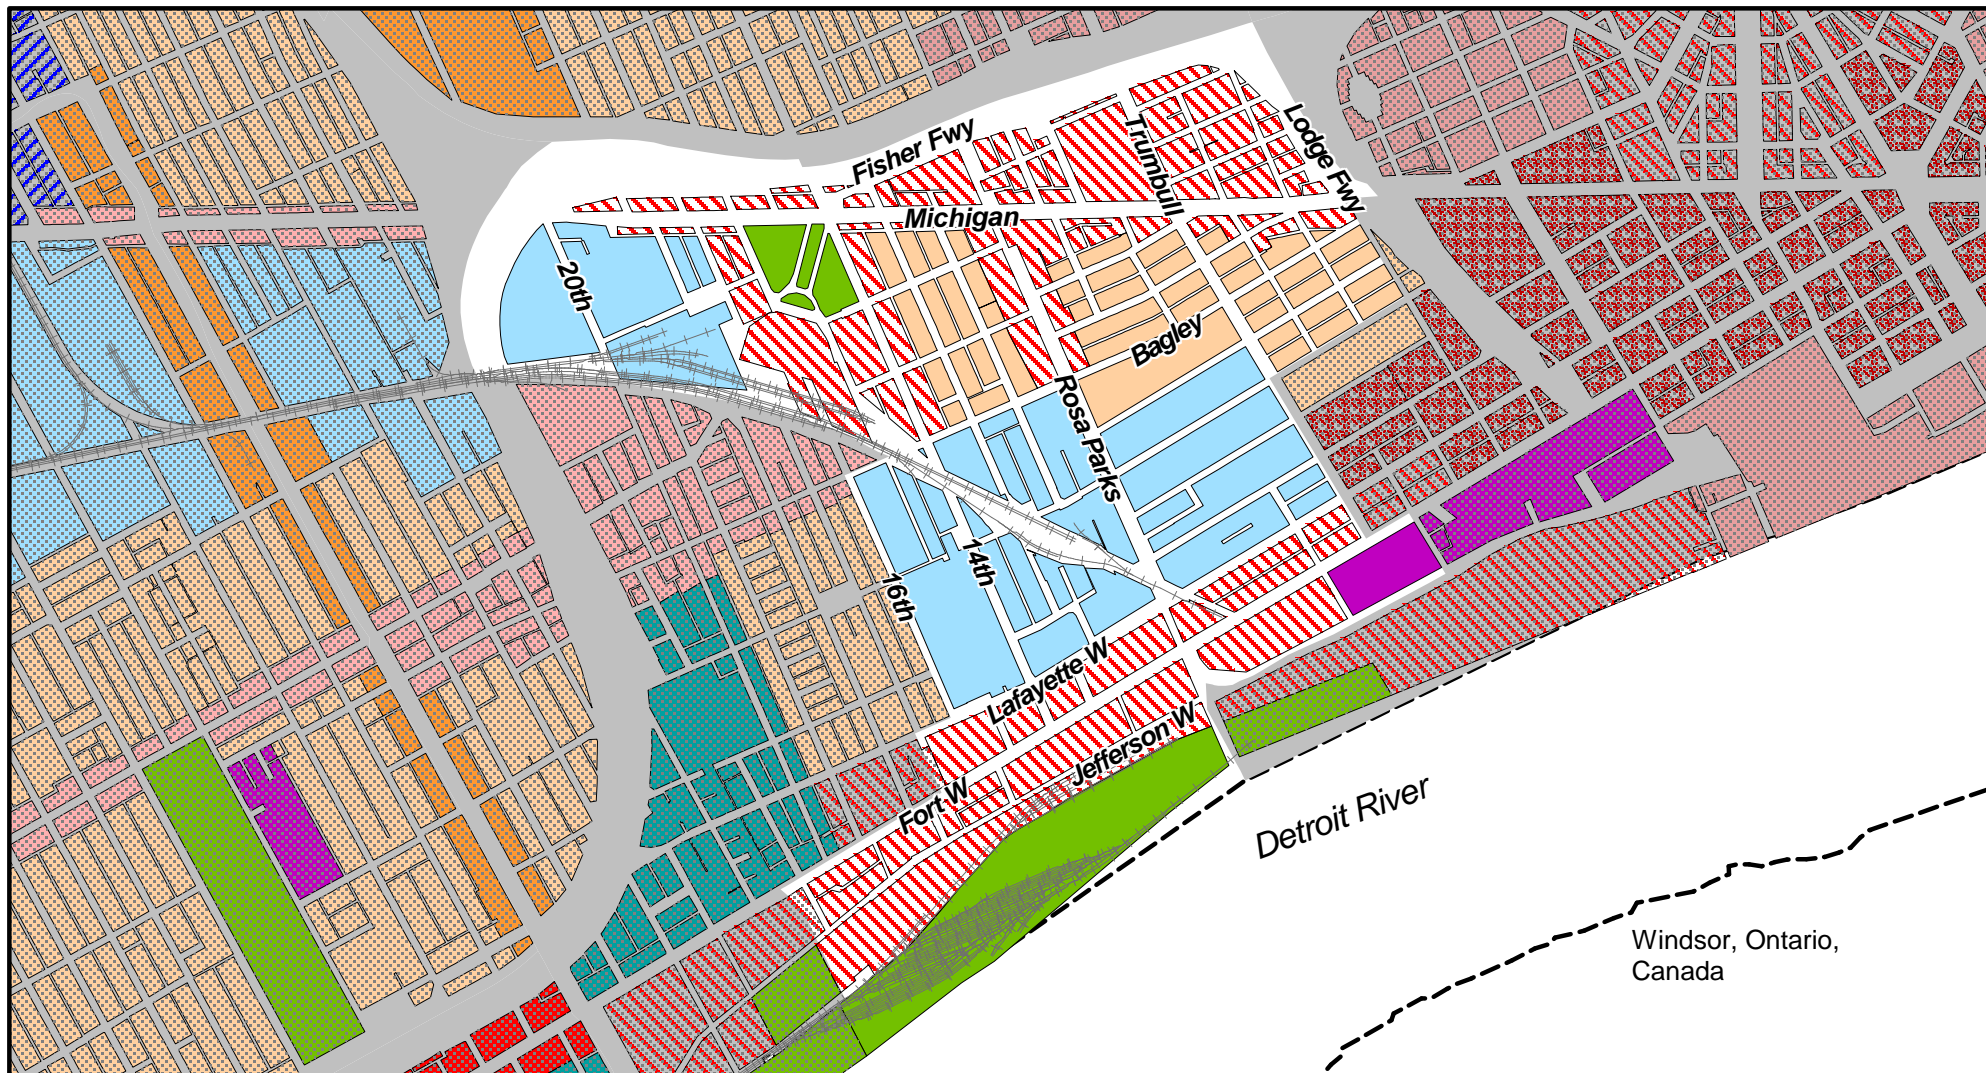 Fisher Fwy
Lodge Fwy
Trumbull
Michigan
20th
Bagley
Rosa Parks
14th
16th
Lafayette W
Jefferson W
Fort W
Detroit River
Windsor, Ontario,
Canada